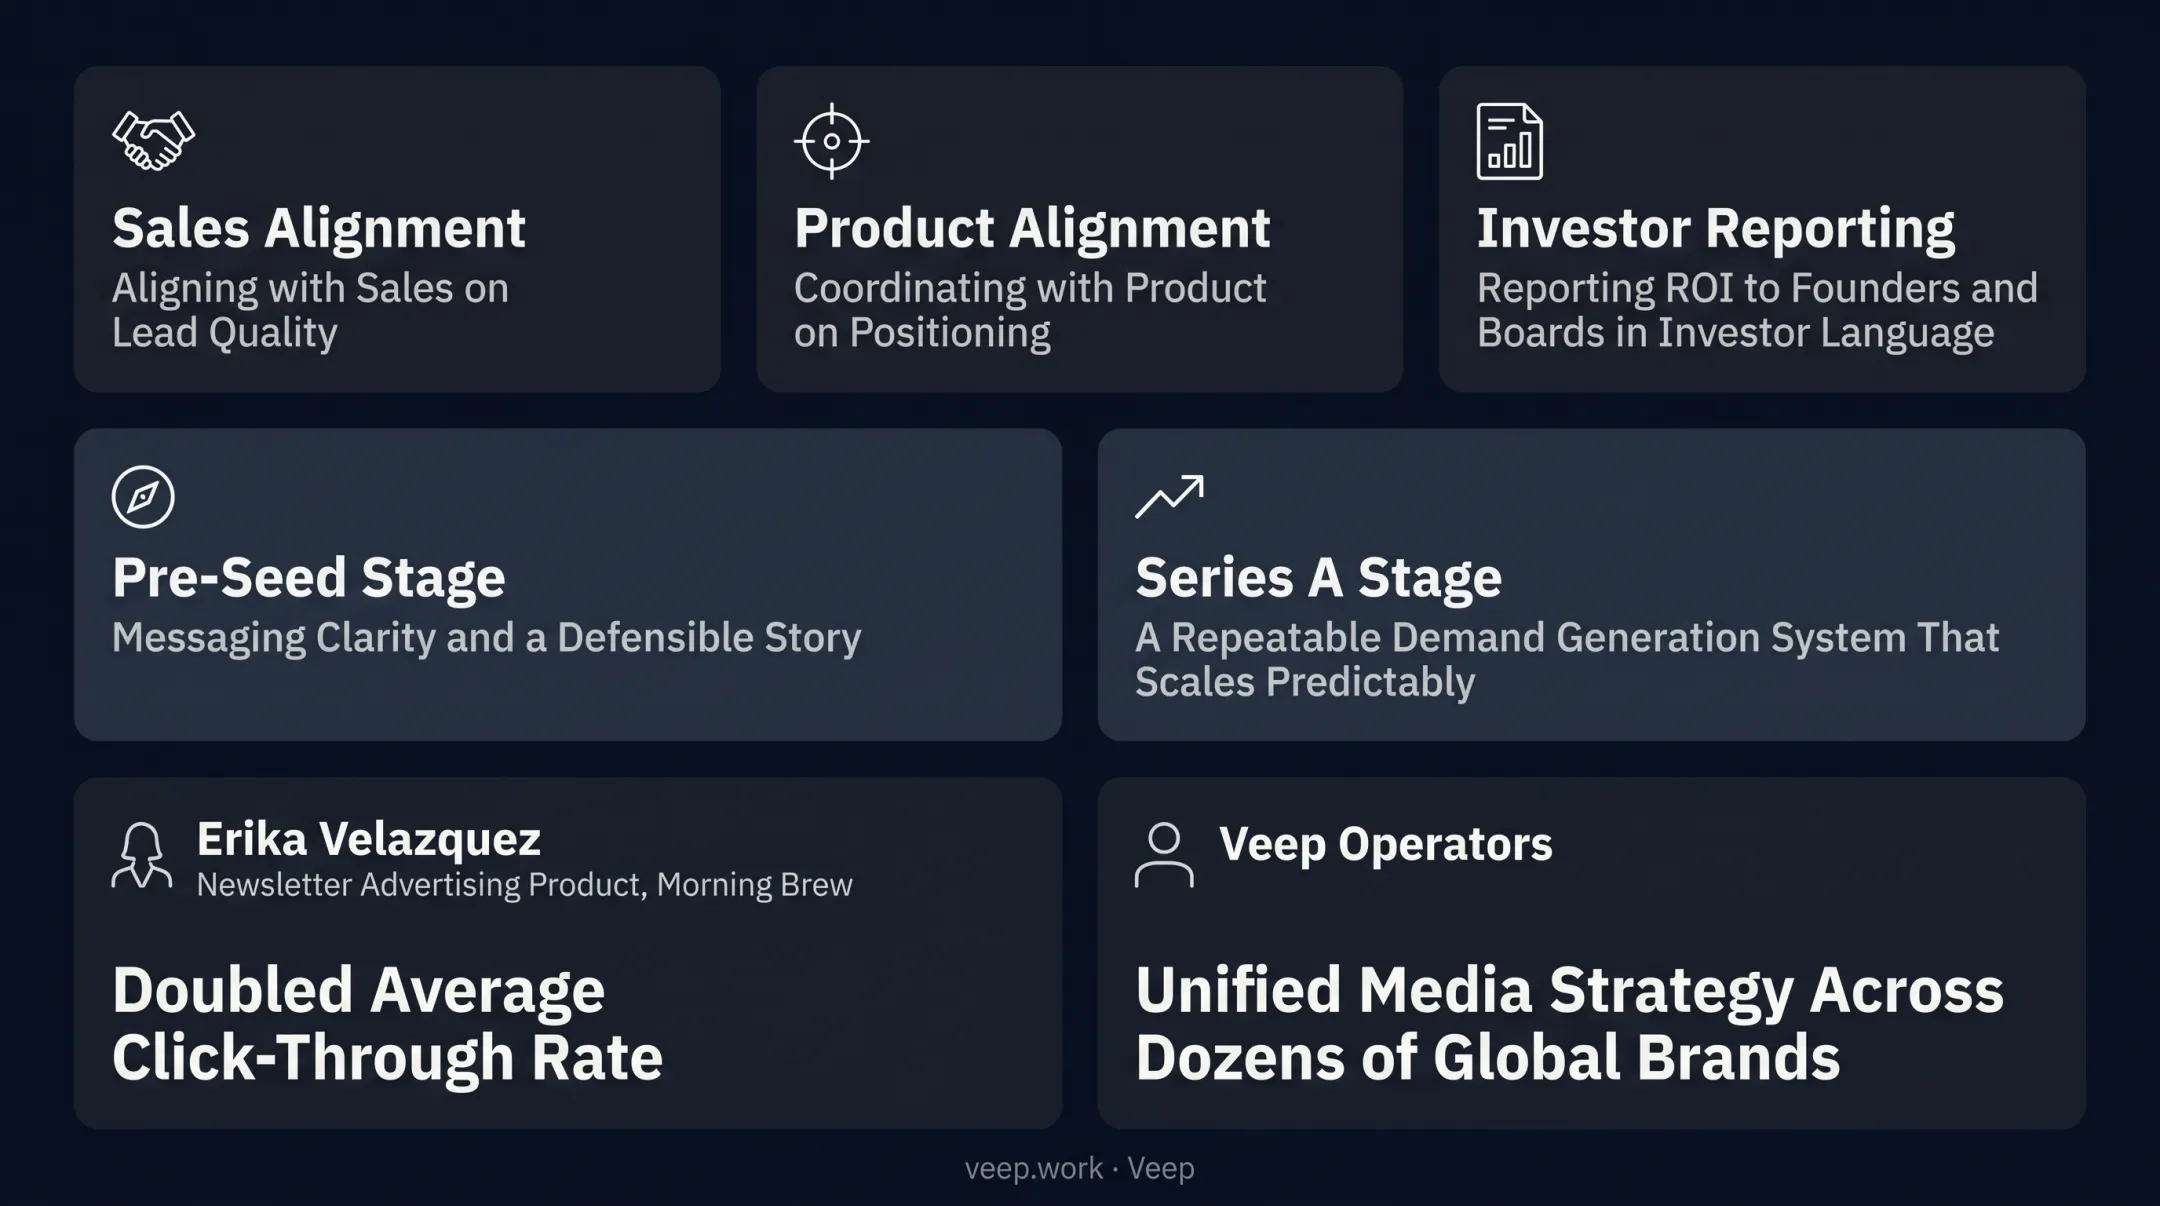 Sales Alignment
Aligning with Sales on
Lead Quality
Product Alignment
Coordinating with Product
on Positioning
Investor Reporting
Reporting ROI to Founders and
Boards in Investor Language
Pre-Seed Stage
Messaging Clarity and a Defensible Story
Series A Stage
A Repeatable Demand Generation System That
Scales Predictably
Erika Velazquez
Newsletter Advertising Product, Morning Brew
Doubled Average
Click-Through Rate
Veep Operators
Unified Media Strategy Across
Dozens of Global Brands
veep.work · Veep